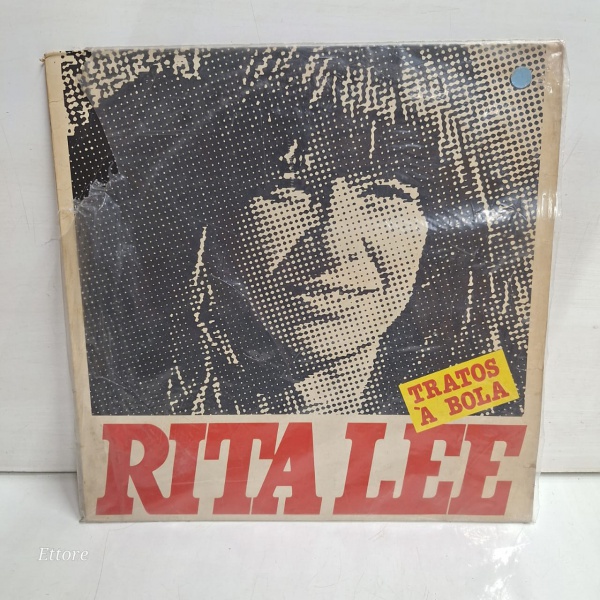 TRATOS
À BOLA
RITA LEE
Ettore